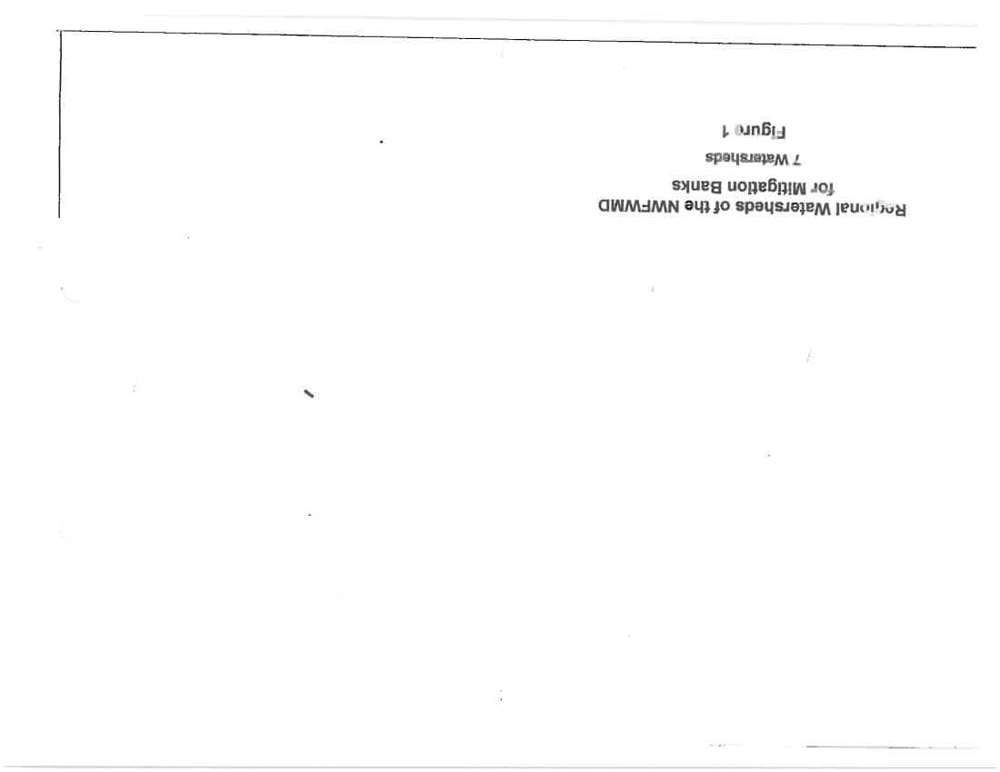 Regional Watersheds of the NWFWMD
for Mitigation Banks
7 Watersheds
Figure 1